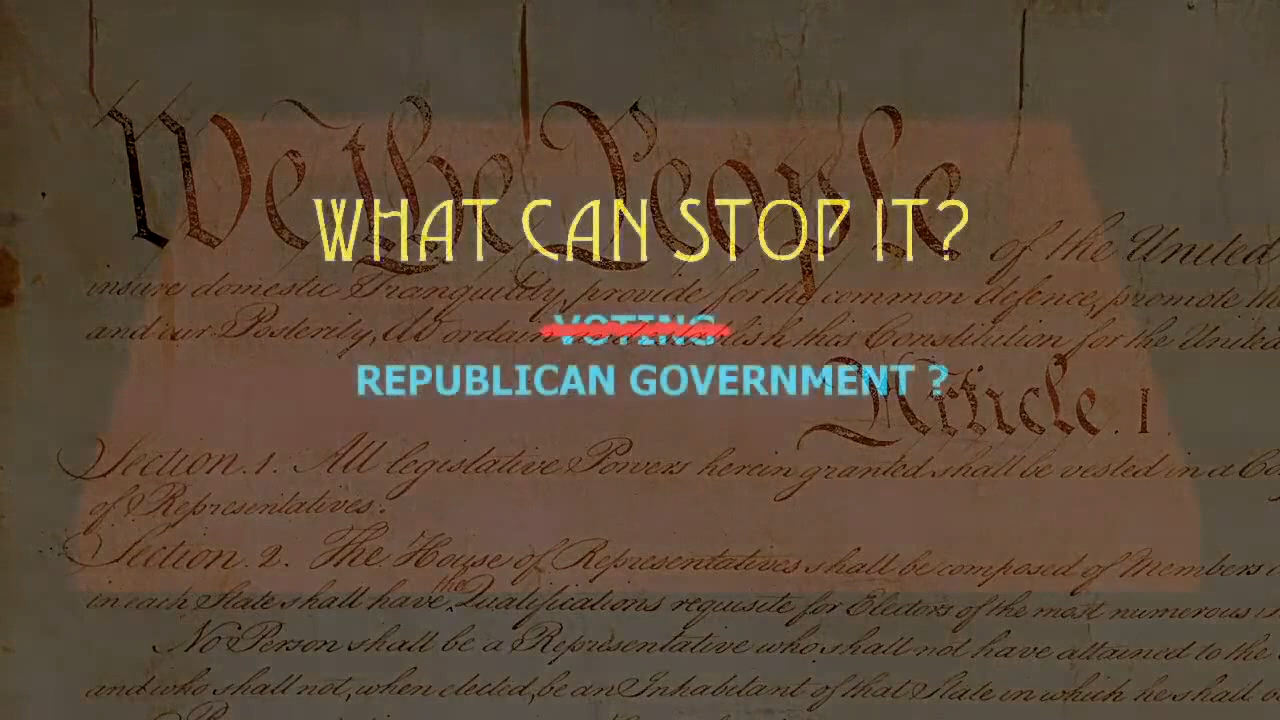 We the People
WHAT CAN STOP IT?
of the United
insure domestic Tranquility, provide for the common defence, promote the
VOTING
and our Posterity, do ordain and establish this Constitution for the United
REPUBLICAN GOVERNMENT ?
Article. I.
Section. 1. All legislative Powers herein granted shall be vested in a Co
of Representatives.
Section. 2. The House of Representatives shall be composed of Members
in each State shall have the Qualifications requisite for Electors of the most numerous
No Person shall be a Representative who shall not have attained to the
and who shall not, when elected, be an Inhabitant of that State in which he shall